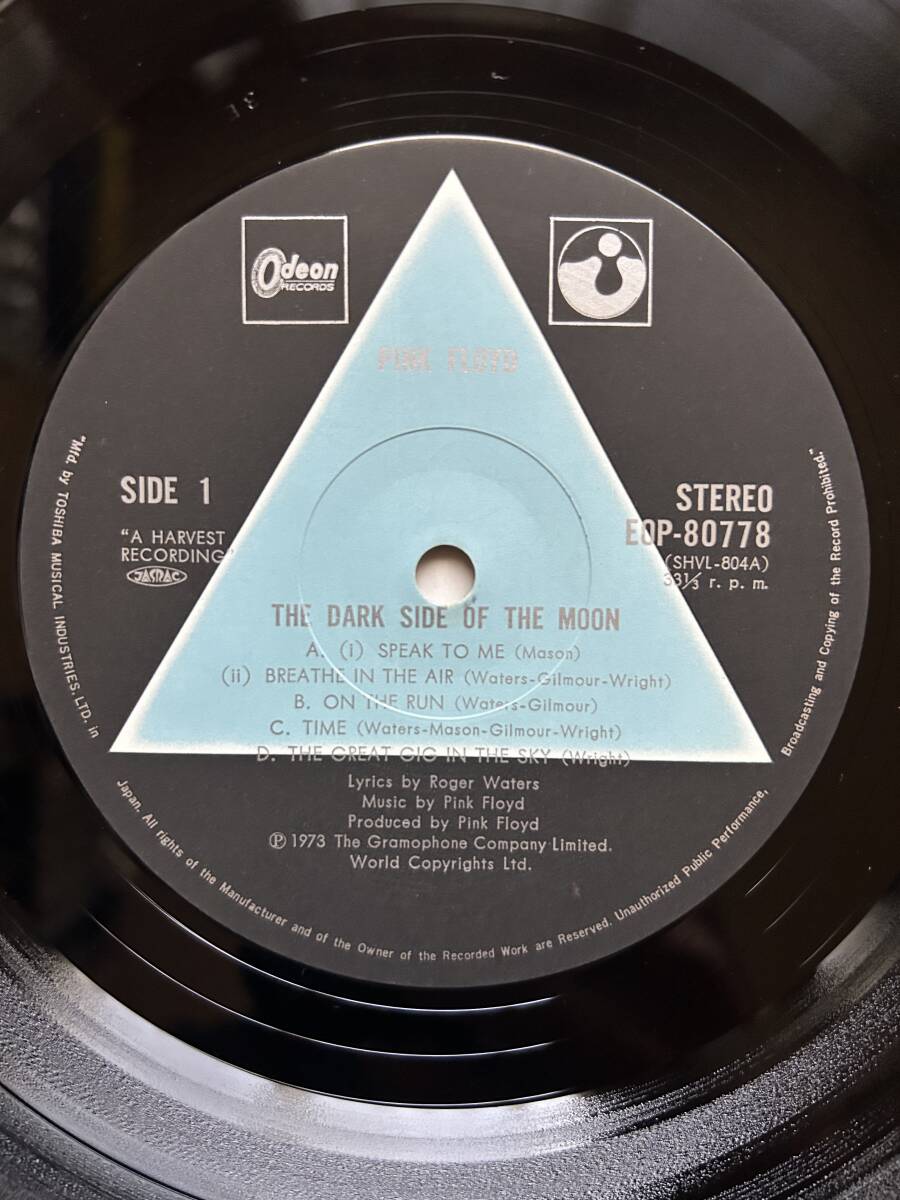 Odeon
RECORDS
PINK FLOYD
SIDE 1
"A HARVEST
RECORDING"
JASRAC
STEREO
EOP-80778
(SHVL-804A)
33⅓ r. p. m.
THE DARK SIDE OF THE MOON
A. (i) SPEAK TO ME (Mason)
(ii) BREATHE IN THE AIR (Waters-Gilmour-Wright)
B. ON THE RUN (Waters-Gilmour)
C. TIME (Waters-Mason-Gilmour-Wright)
D. THE GREAT GIG IN THE SKY (Wright)
Lyrics by Roger Waters
Music by Pink Floyd
Produced by Pink Floyd
Ⓟ 1973 The Gramophone Company Limited.
World Copyrights Ltd.
"Mfd. by TOSHIBA MUSICAL INDUSTRIES. LTD. in Japan. All rights of the Manufacturer and of the Owner of the Recorded Work are Reserved. Unauthorized Public Performance, Broadcasting and Copying of the Record Prohibited."